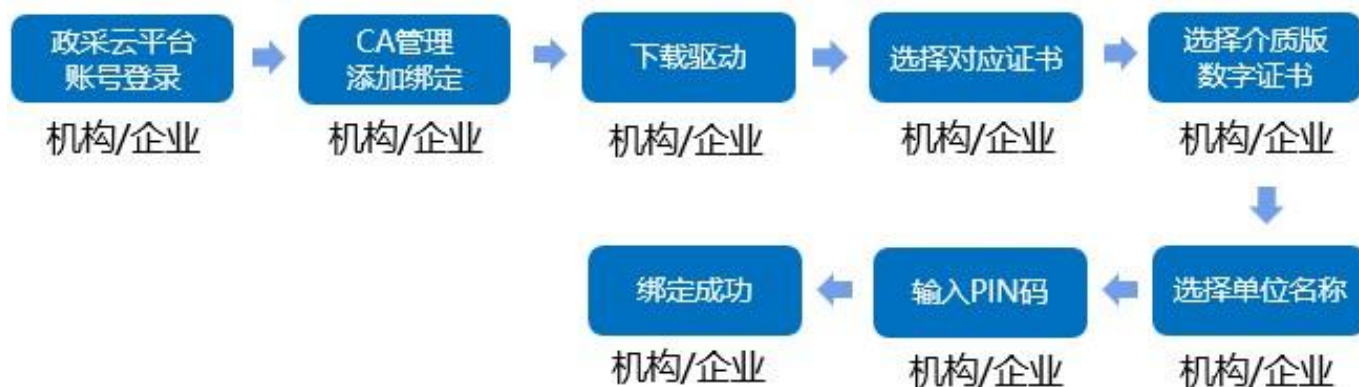 政采云平台
账号登录
机构/企业
CA管理
添加绑定
机构/企业
下载驱动
机构/企业
选择对应证书
机构/企业
选择介质版
数字证书
机构/企业
选择单位名称
机构/企业
输入PIN码
机构/企业
绑定成功
机构/企业